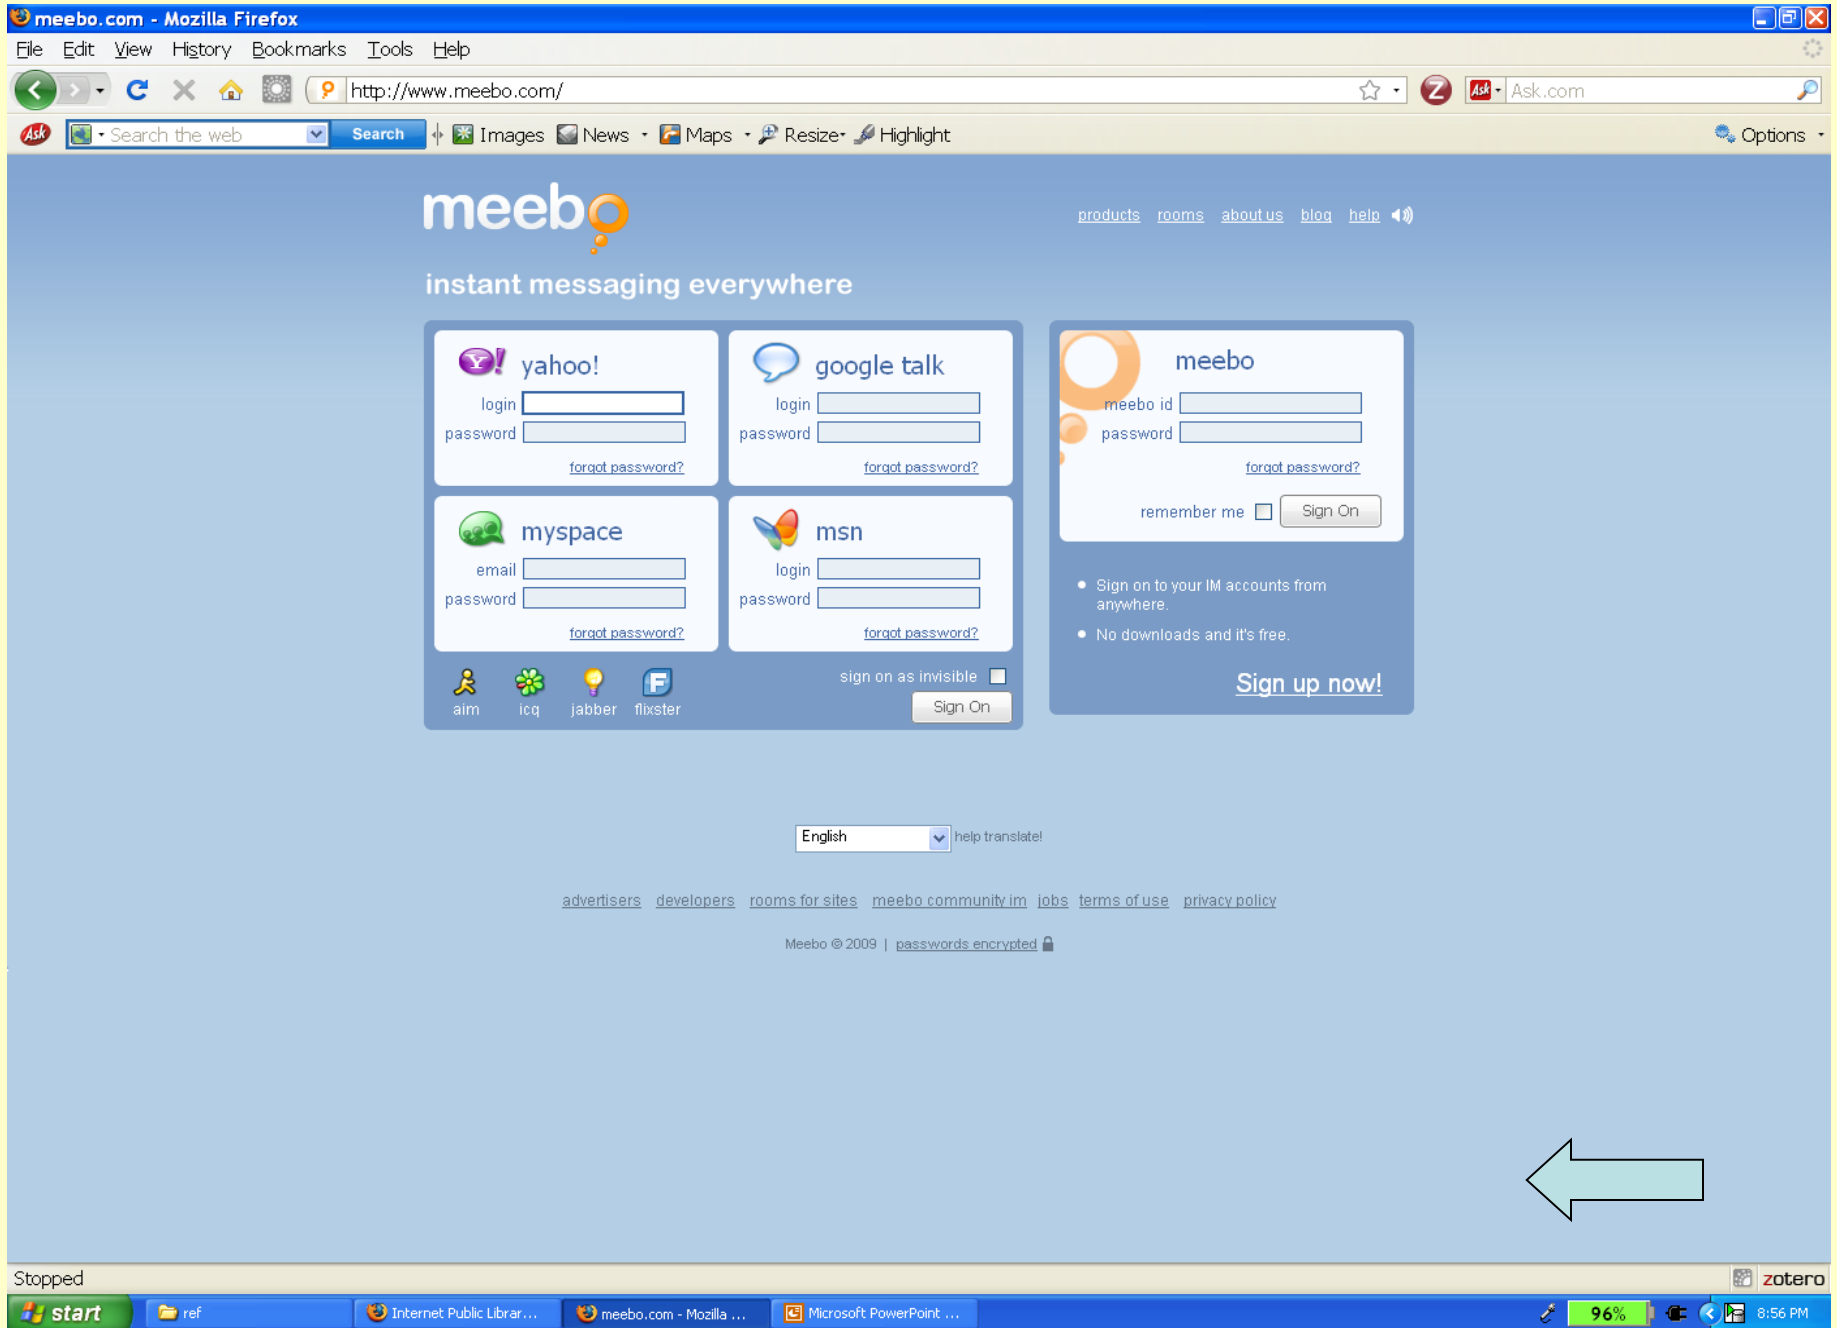 meebo.com - Mozilla Firefox
File Edit View History Bookmarks Tools Help
http://www.meebo.com/
Z
Ask Ask.com
Ask Search the web Search Images News Maps Resize Highlight Options
meebo
products rooms about us blog help
instant messaging everywhere
Y! yahoo!
login
password
forgot password?
google talk
login
password
forgot password?
myspace
email
password
forgot password?
msn
login
password
forgot password?
aim icq jabber flixster
sign on as invisible
Sign On
meebo
meebo id
password
forgot password?
remember me Sign On
Sign on to your IM accounts from
anywhere.
No downloads and it's free.
Sign up now!
English help translate!
advertisers developers rooms for sites meebo community im jobs terms of use privacy policy
Meebo © 2009 | passwords encrypted
Stopped
zotero
start ref Internet Public Librar... meebo.com - Mozilla ... Microsoft PowerPoint ... 96% 8:56 PM